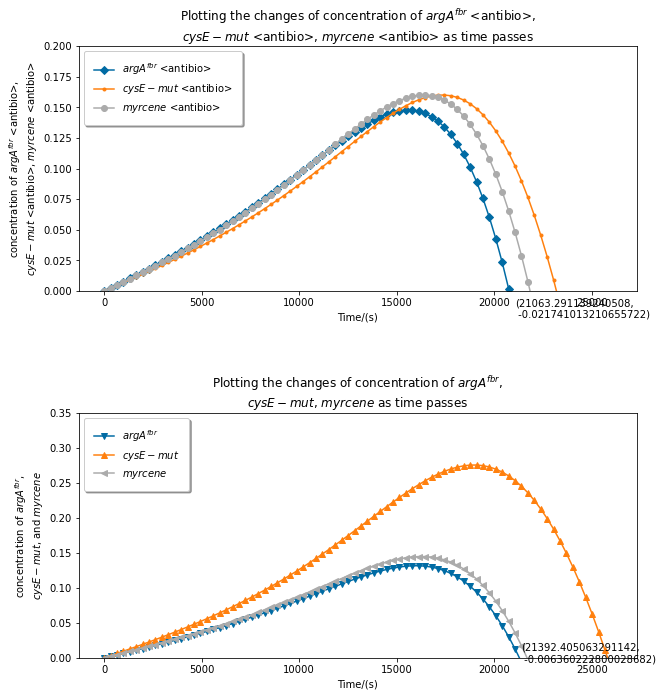 Plotting the changes of concentration of argA^fbr <antibio>,
cysE − mut <antibio>, myrcene <antibio> as time passes
concentration of argA^fbr <antibio>,
cysE − mut <antibio>, myrcene <antibio>
0.200
0.175
0.150
0.125
0.100
0.075
0.050
0.025
0.000
argA^fbr <antibio>
cysE − mut <antibio>
myrcene <antibio>
0 5000 10000 15000 20000 25000
(21063.291139240508,
-0.021741013210655722)
Time/(s)
Plotting the changes of concentration of argA^fbr,
cysE − mut, myrcene as time passes
concentration of argA^fbr,
cysE − mut, and myrcene
0.35
0.30
0.25
0.20
0.15
0.10
0.05
0.00
argA^fbr
cysE − mut
myrcene
(21392.405063291142,
-0.006360222800028682)
0 5000 10000 15000 20000 25000
Time/(s)